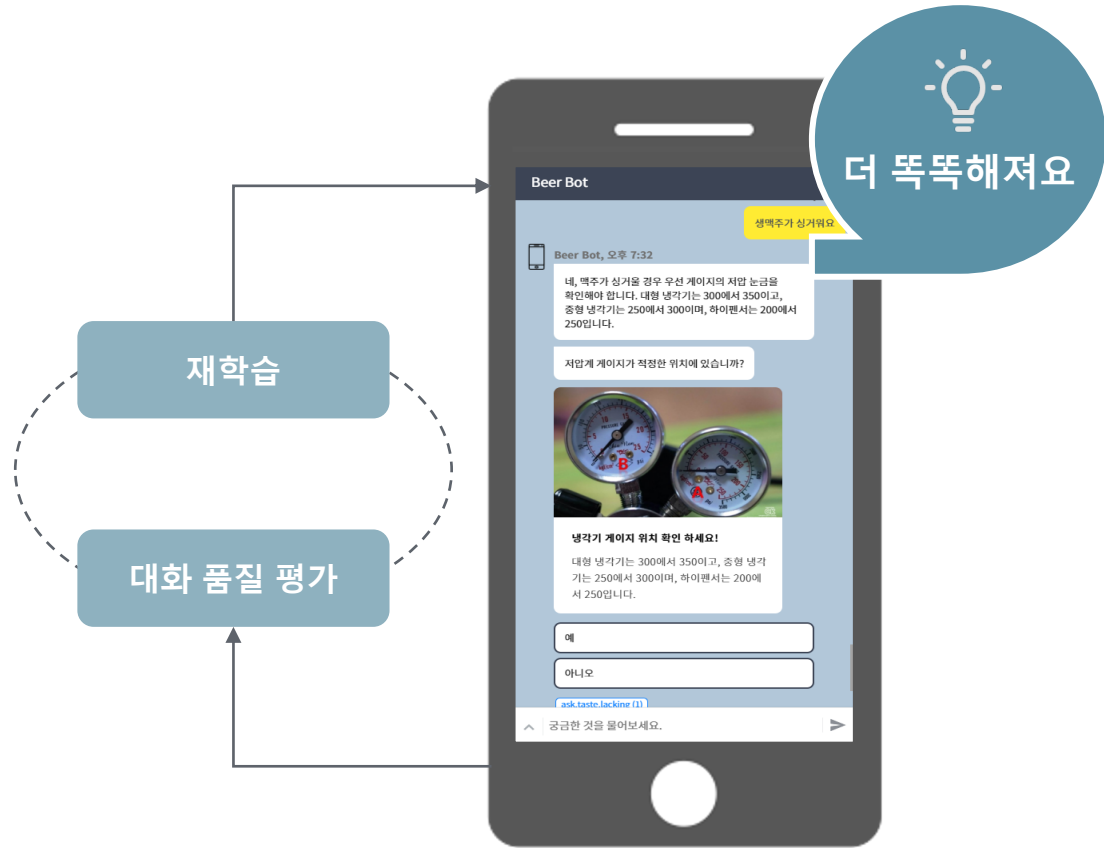 더 똑똑해져요
Beer Bot
생맥주가 싱거워요
Beer Bot, 오후 7:32
네, 맥주가 싱거울 경우 우선 게이지의 저압 눈금을
확인해야 합니다. 대형 냉각기는 300에서 350이고,
중형 냉각기는 250에서 300이며, 하이펜서는 200에서
250입니다.
저압계 게이지가 적정한 위치에 있습니까?
B
A
냉각기 게이지 위치 확인 하세요!
대형 냉각기는 300에서 350이고, 중형 냉각
기는 250에서 300이며, 하이펜서는 200에
서 250입니다.
예
아니오
ask.taste.lacking (1)
궁금한 것을 물어보세요.
재학습
대화 품질 평가